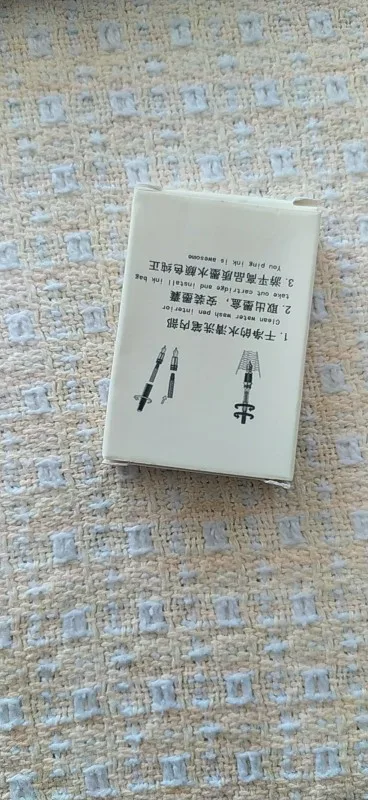 1. 干净的水清洗笔内部
Clean water wash pen interior
2. 取出墨盒，安装墨囊
take out cartridge and install ink bag
3. 游平高品质墨水颜色纯正
You ping ink is awesome